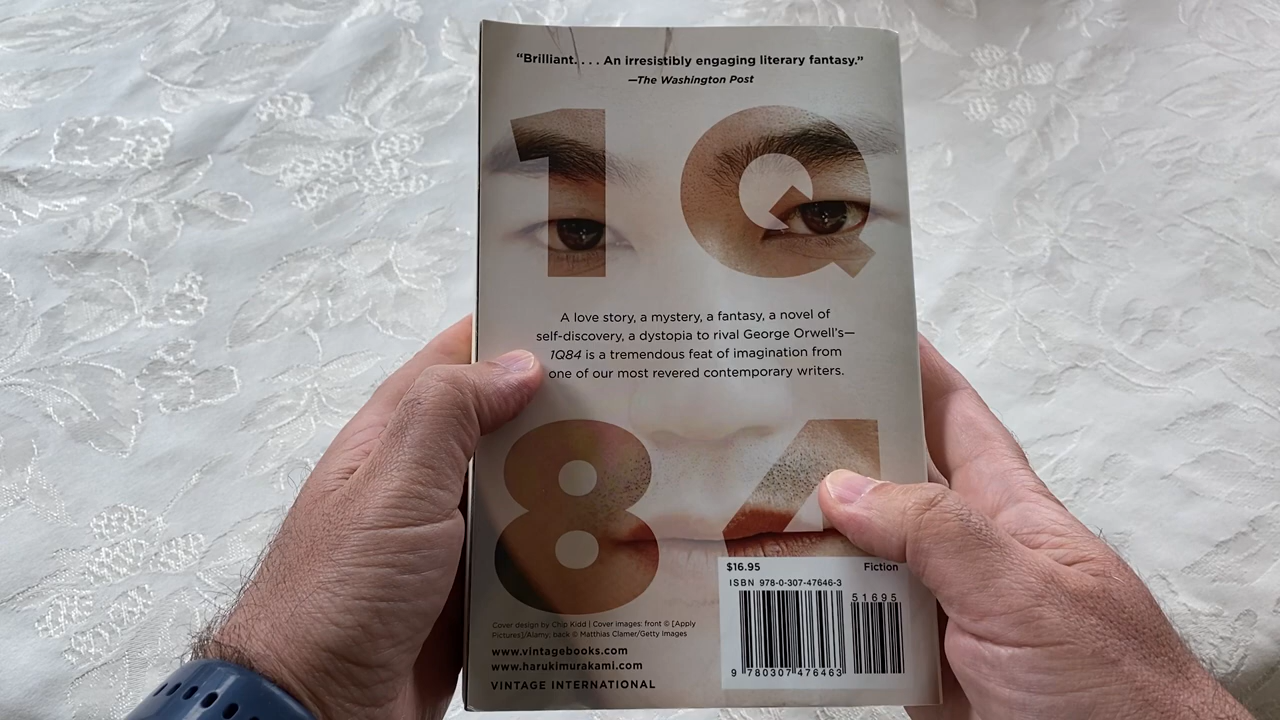 “Brilliant. . . . An irresistibly engaging literary fantasy.”
—The Washington Post
1Q
A love story, a mystery, a fantasy, a novel of
self-discovery, a dystopia to rival George Orwell’s—
1Q84 is a tremendous feat of imagination from
one of our most revered contemporary writers.
84
$16.95 Fiction
ISBN 978-0-307-47646-3
51695
9 780307 476463
Cover design by Chip Kidd | Cover images: front © [Apply
Pictures]/Alamy; back © Matthias Clamer/Getty Images
www.vintagebooks.com
www.harukimurakami.com
VINTAGE INTERNATIONAL